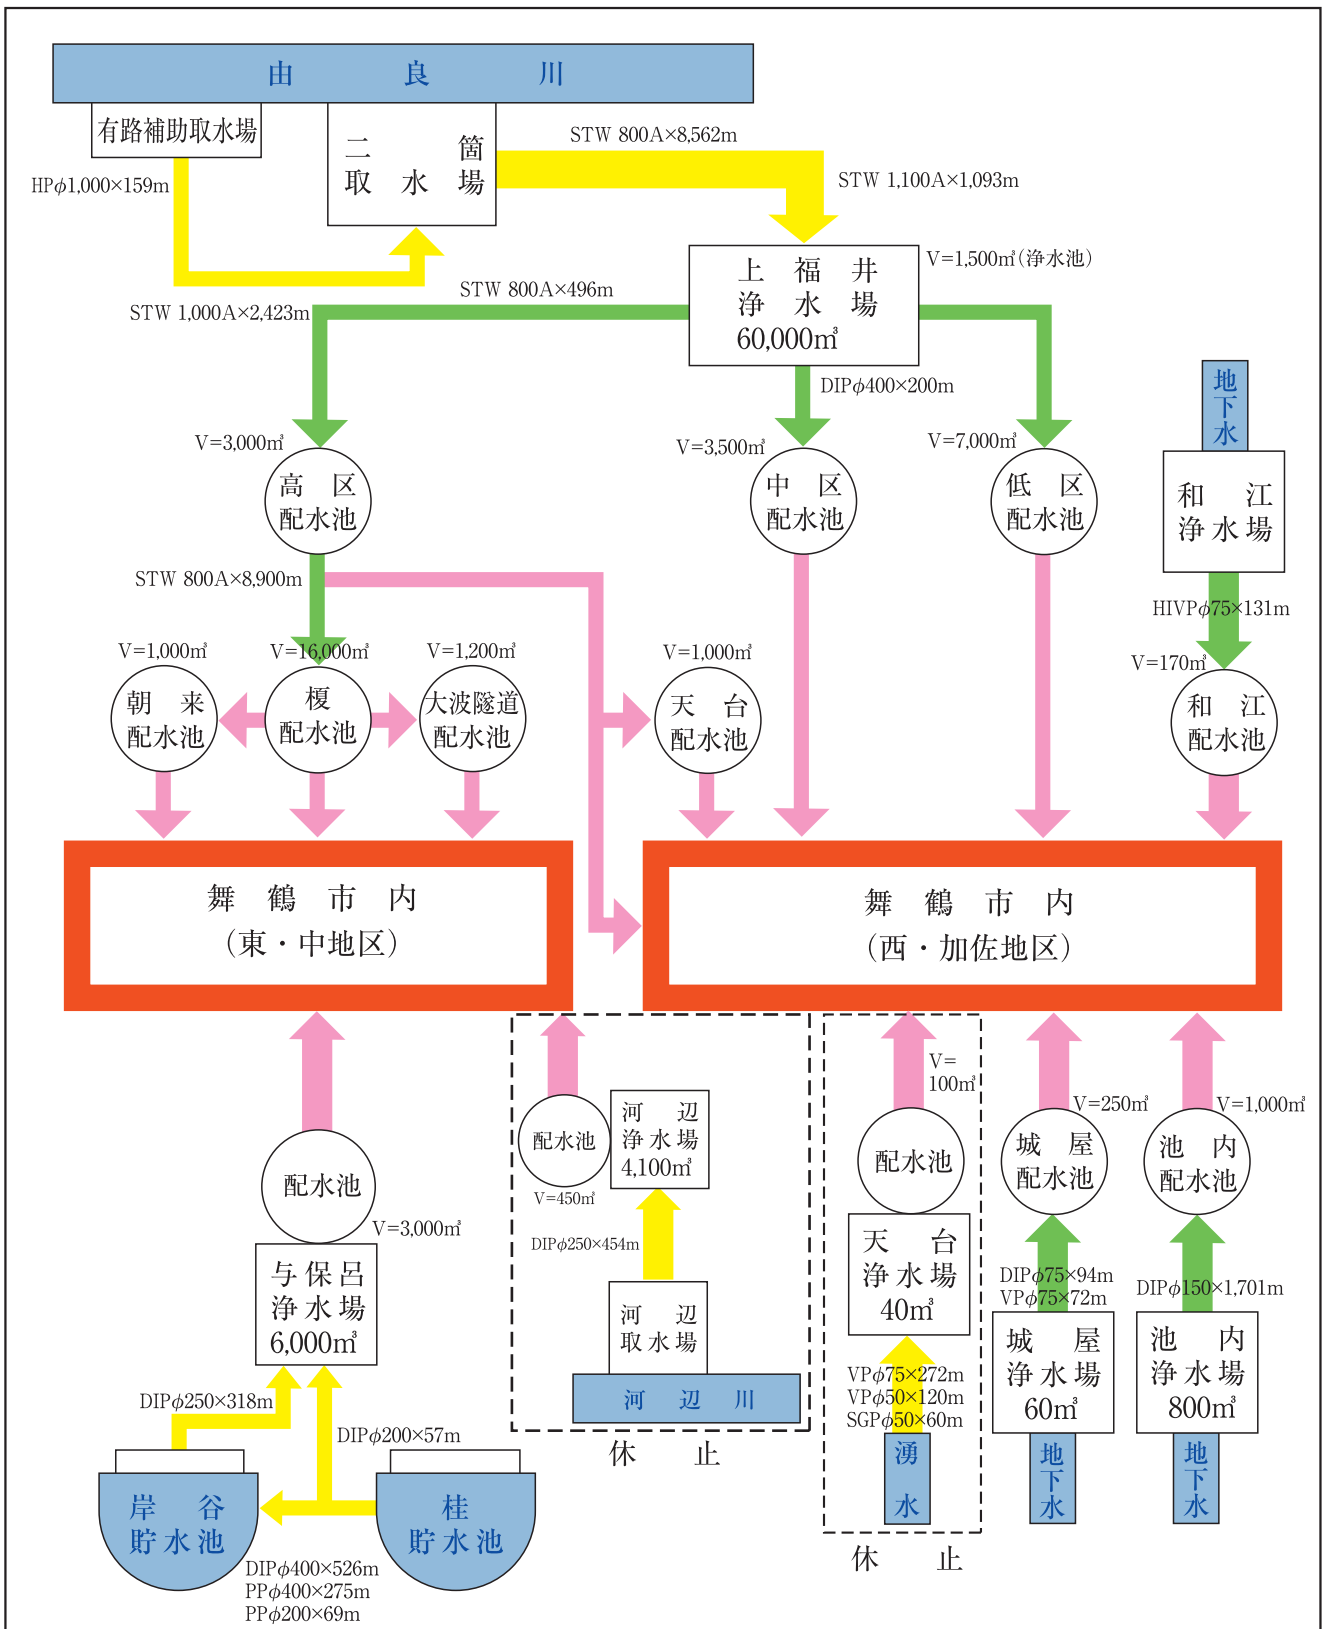 由良川
有路補助取水場
二箇
取水場
STW 800A×8,562m
STW 1,100A×1,093m
HPφ1,000×159m
上福井
浄水場
60,000㎥
V=1,500㎥(浄水池)
STW 800A×496m
STW 1,000A×2,423m
DIPφ400×200m
地下水
V=3,000㎥
高区
配水池
V=3,500㎥
中区
配水池
V=7,000㎥
低区
配水池
和江
浄水場
STW 800A×8,900m
HIVPφ75×131m
V=1,000㎥
朝来
配水池
V=16,000㎥
榎
配水池
V=1,200㎥
大波隧道
配水池
V=1,000㎥
天台
配水池
V=170㎥
和江
配水池
舞鶴市内
(東・中地区)
舞鶴市内
(西・加佐地区)
配水池
V=3,000㎥
与保呂
浄水場
6,000㎥
DIPφ250×318m
DIPφ200×57m
岸谷
貯水池
桂
貯水池
DIPφ400×526m
PPφ400×275m
PPφ200×69m
配水池
V=450㎥
河辺
浄水場
4,100㎥
DIPφ250×454m
河辺
取水場
河辺川
休止
V=
100㎥
配水池
天台
浄水場
40㎥
VPφ75×272m
VPφ50×120m
SGPφ50×60m
湧水
休止
V=250㎥
城屋
配水池
DIPφ75×94m
VPφ75×72m
城屋
浄水場
60㎥
地下水
V=1,000㎥
池内
配水池
DIPφ150×1,701m
池内
浄水場
800㎥
地下水